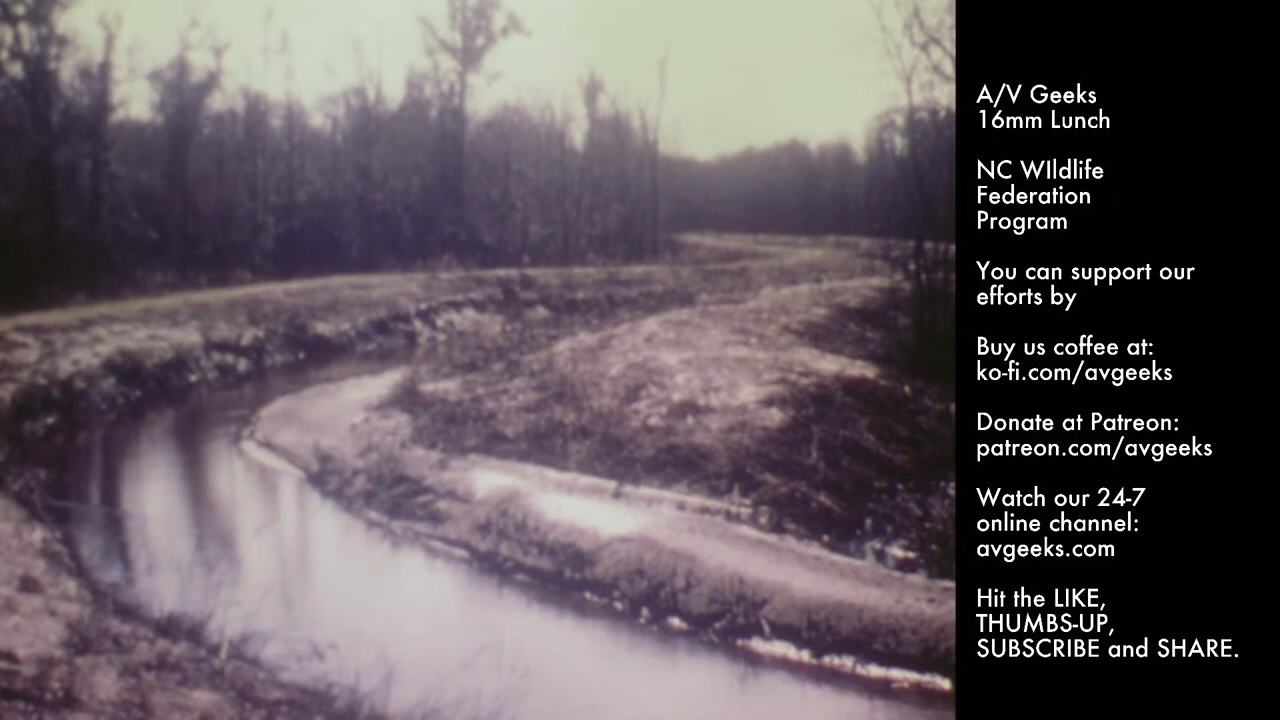 A/V Geeks
16mm Lunch
NC WIldlife
Federation
Program
You can support our
efforts by
Buy us coffee at:
ko-fi.com/avgeeks
Donate at Patreon:
patreon.com/avgeeks
Watch our 24-7
online channel:
avgeeks.com
Hit the LIKE,
THUMBS-UP,
SUBSCRIBE and SHARE.